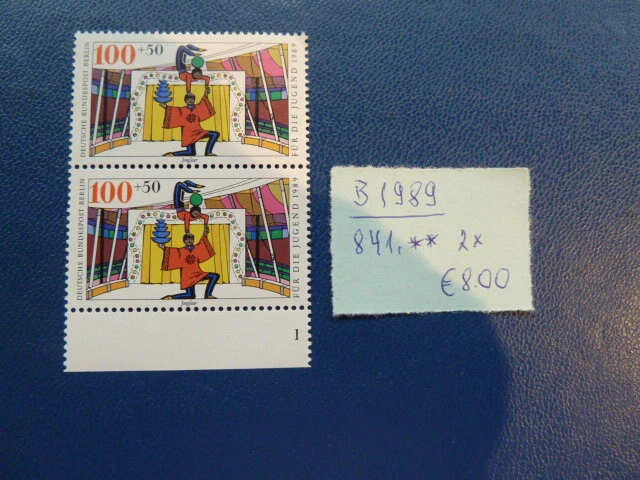 100+50
DEUTSCHE BUNDESPOST BERLIN
FÜR DIE JUGEND 1989
Jongleur
100+50
DEUTSCHE BUNDESPOST BERLIN
FÜR DIE JUGEND 1989
Jongleur
1
B 1989
841. ** 2x
€8.00